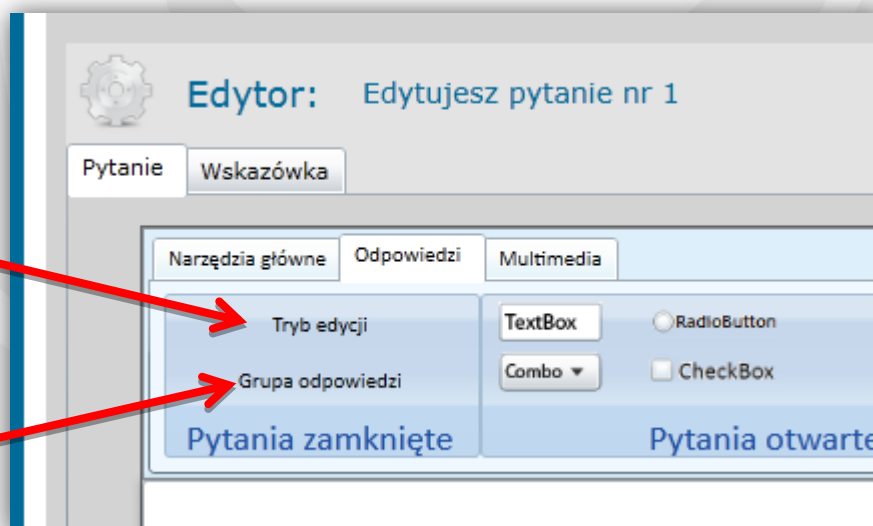 Edytor: Edytujesz pytanie nr 1
Pytanie Wskazówka
Narzędzia główne Odpowiedzi Multimedia
Tryb edycji TextBox RadioButton
Grupa odpowiedzi Combo CheckBox
Pytania zamknięte Pytania otwarte